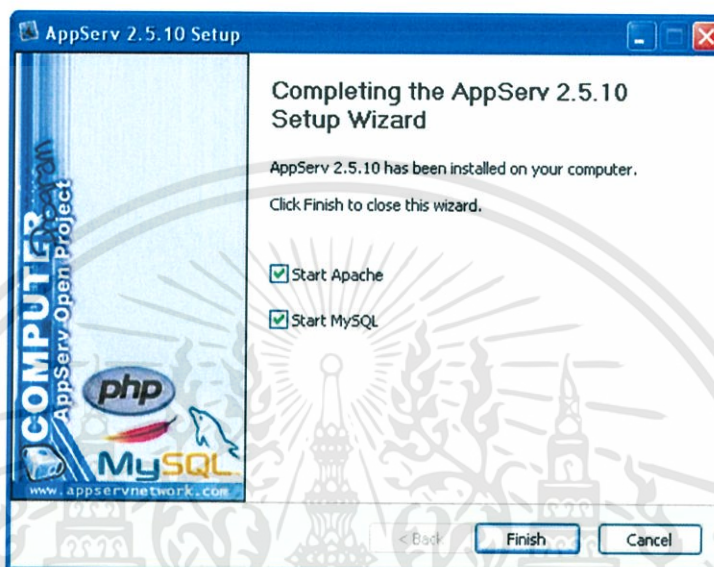 AppServ 2.5.10 Setup
Completing the AppServ 2.5.10
Setup Wizard
AppServ 2.5.10 has been installed on your computer.
Click Finish to close this wizard.
Start Apache
Start MySQL
COMPUTER
AppServ Open Project
php
MySQL
www.appservnetwork.com
< Back
Finish
Cancel